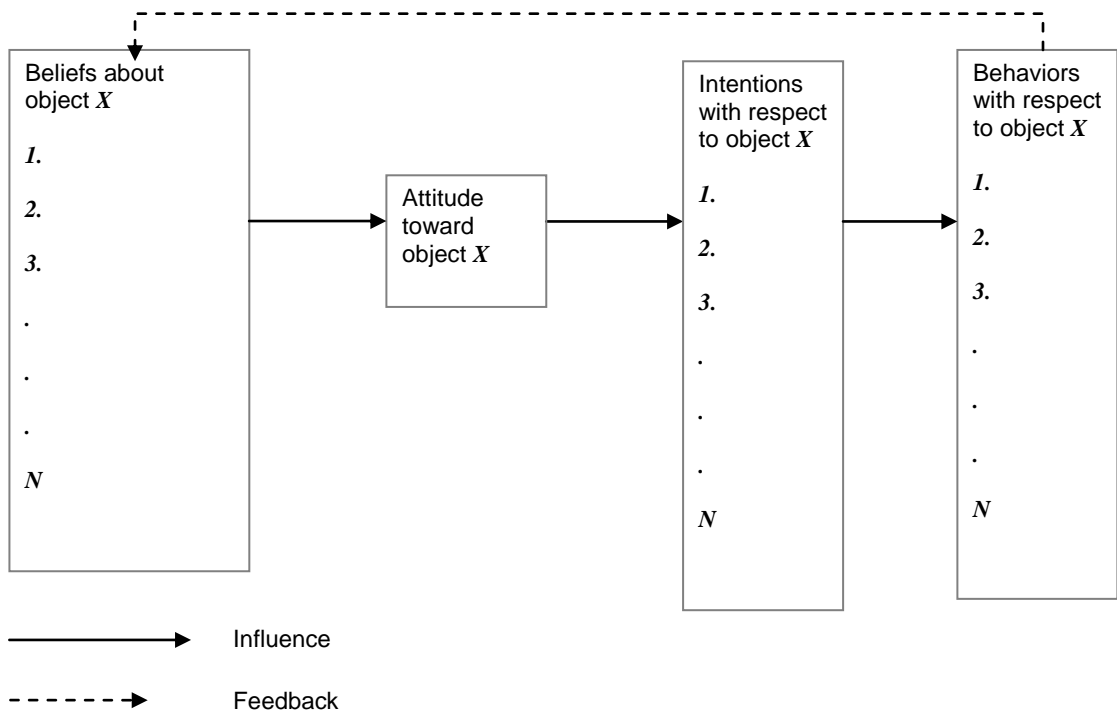 Beliefs about
object X
1.
2.
3.
.
.
.
N
Attitude
toward
object X
Intentions
with respect
to object X
1.
2.
3.
.
.
.
N
Behaviors
with respect
to object X
1.
2.
3.
.
.
.
N
Influence
Feedback